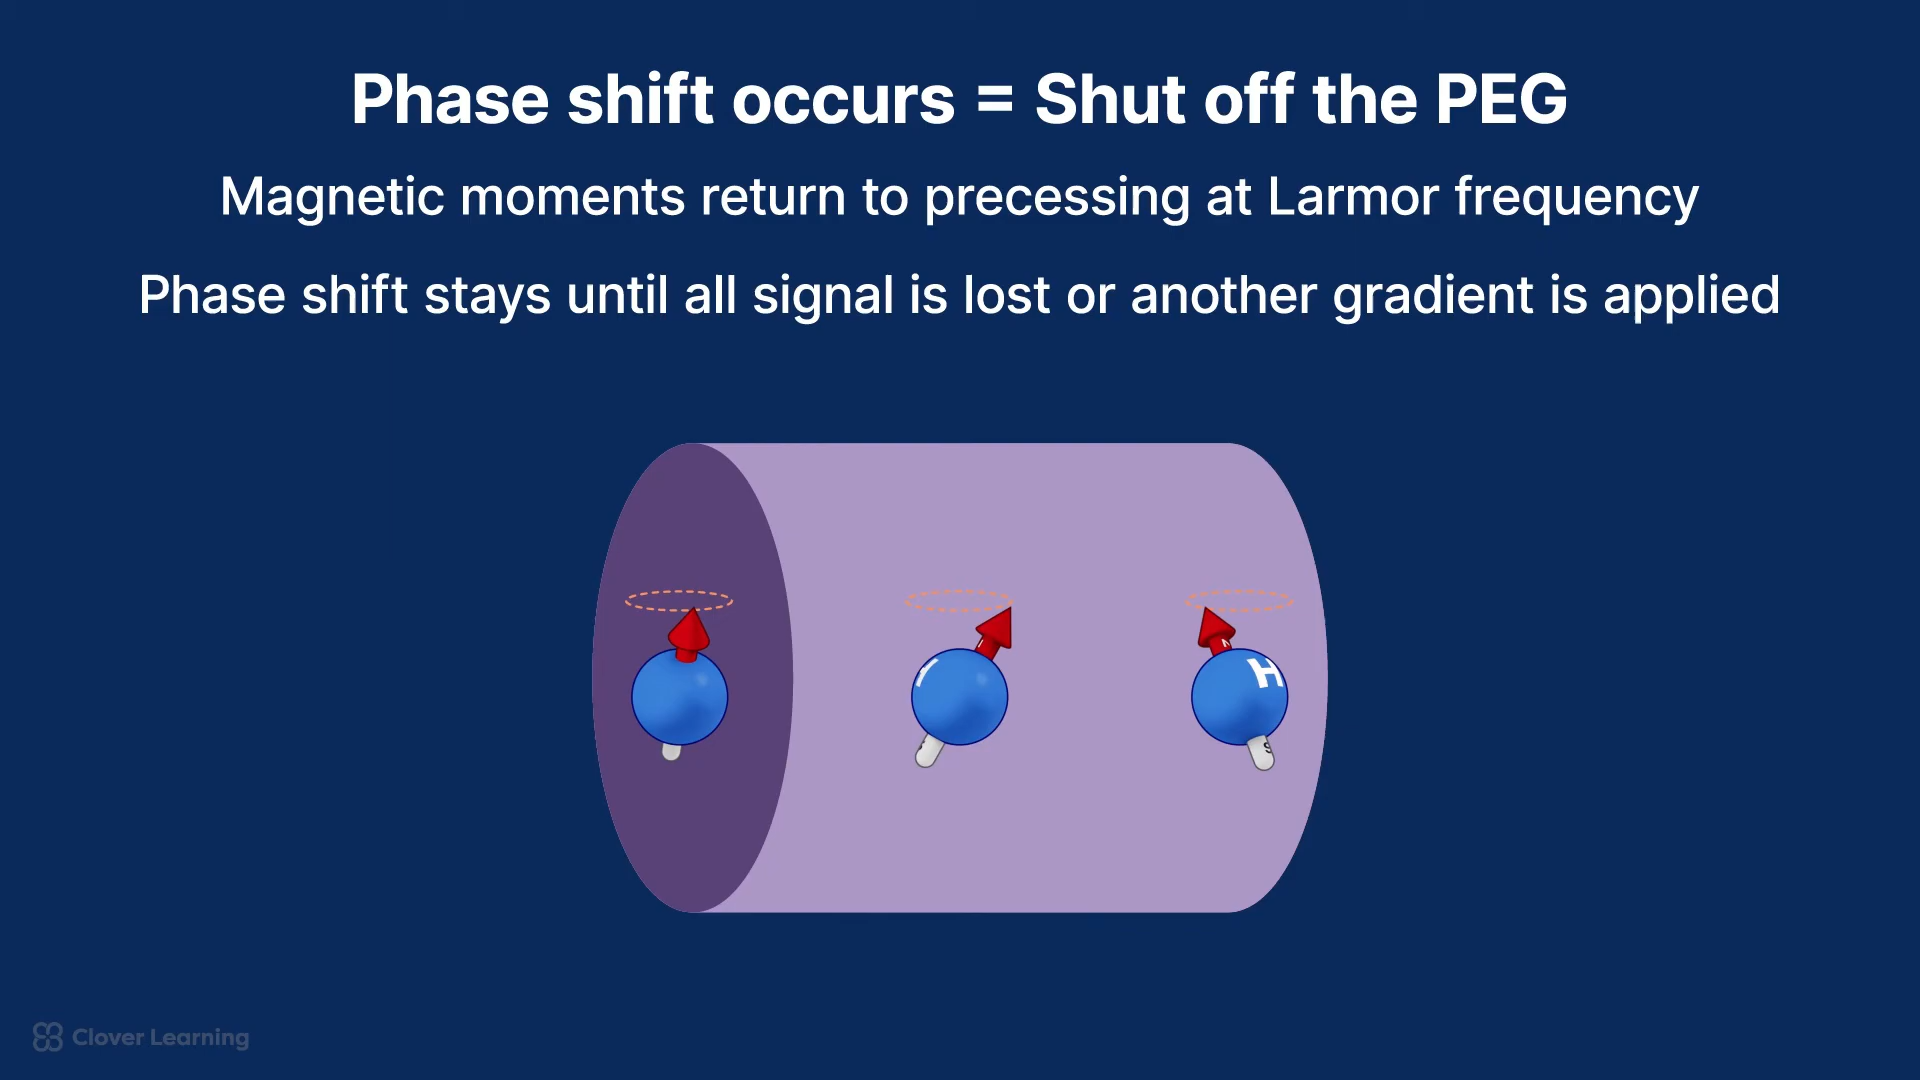 Phase shift occurs = Shut off the PEG
Magnetic moments return to precessing at Larmor frequency
Phase shift stays until all signal is lost or another gradient is applied
H
S
Clover Learning